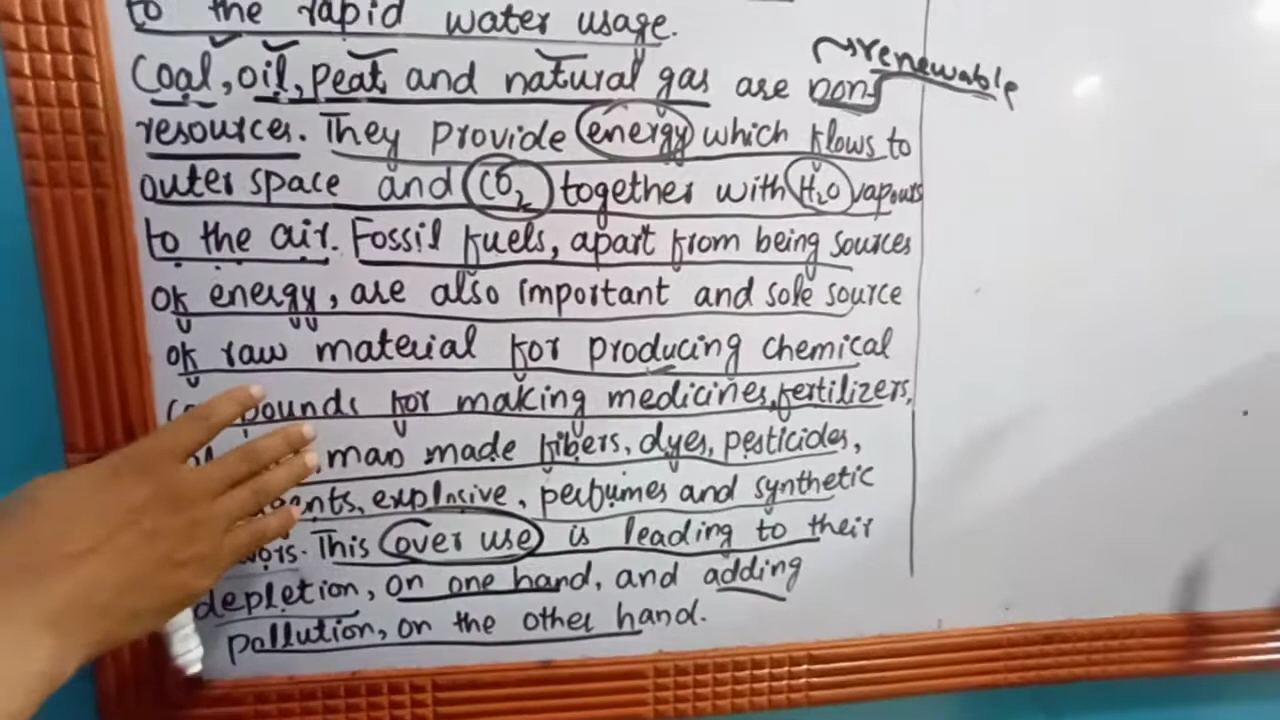 to the rapid water usage.
Coal, oil, peat and natural gas are non renewable
resources. They provide energy which flows to
outer space and CO₂ together with H₂O vapours
to the air. Fossil fuels, apart from being sources
of energy, are also important and sole source
of raw material for producing chemical
for making medicines, fertilizers,
man made fibers, dyes, pesticides,
explosive, perfumes and synthetic
This over use is leading to their
depletion, on one hand, and adding
pollution, on the other hand.